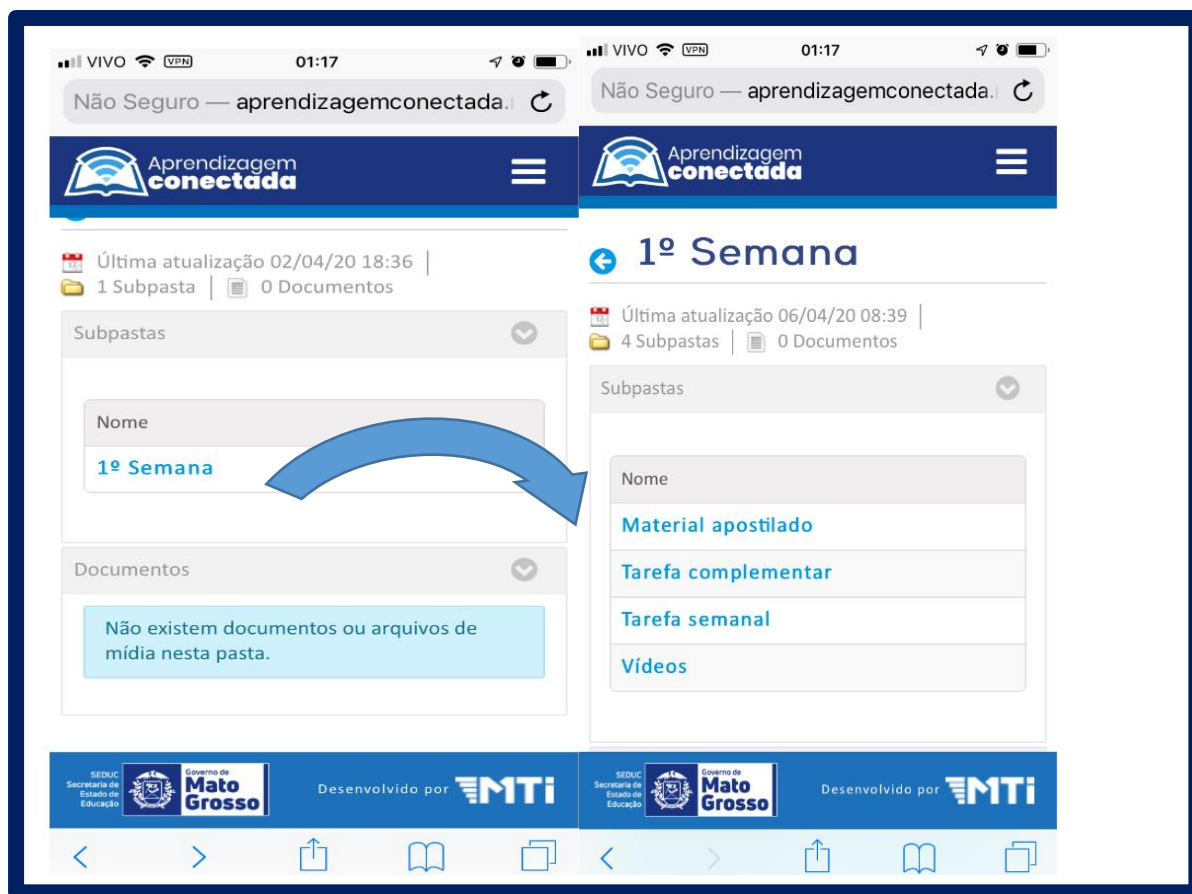 VIVO VPN 01:17
Não Seguro — aprendizagemconectada.
Aprendizagem
conectada
Última atualização 02/04/20 18:36
1 Subpasta | 0 Documentos
Subpastas
Nome
1º Semana
Documentos
Não existem documentos ou arquivos de
mídia nesta pasta.
SEDUC
Secretaria de
Estado de
Educação
Governo de
Mato
Grosso
Desenvolvido por MTi
VIVO VPN 01:17
Não Seguro — aprendizagemconectada.
Aprendizagem
conectada
1º Semana
Última atualização 06/04/20 08:39
4 Subpastas | 0 Documentos
Subpastas
Nome
Material apostilado
Tarefa complementar
Tarefa semanal
Vídeos
SEDUC
Secretaria de
Estado de
Educação
Governo de
Mato
Grosso
Desenvolvido por MTi